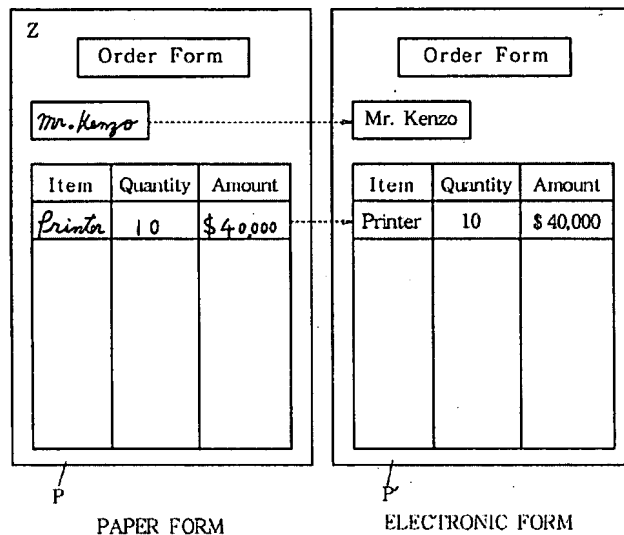 Z
Order Form
Mr. Kenzo
Item Quantity Amount
Printer 10 $40,000
P
PAPER FORM
Order Form
Mr. Kenzo
Item Quantity Amount
Printer 10 $40,000
P'
ELECTRONIC FORM